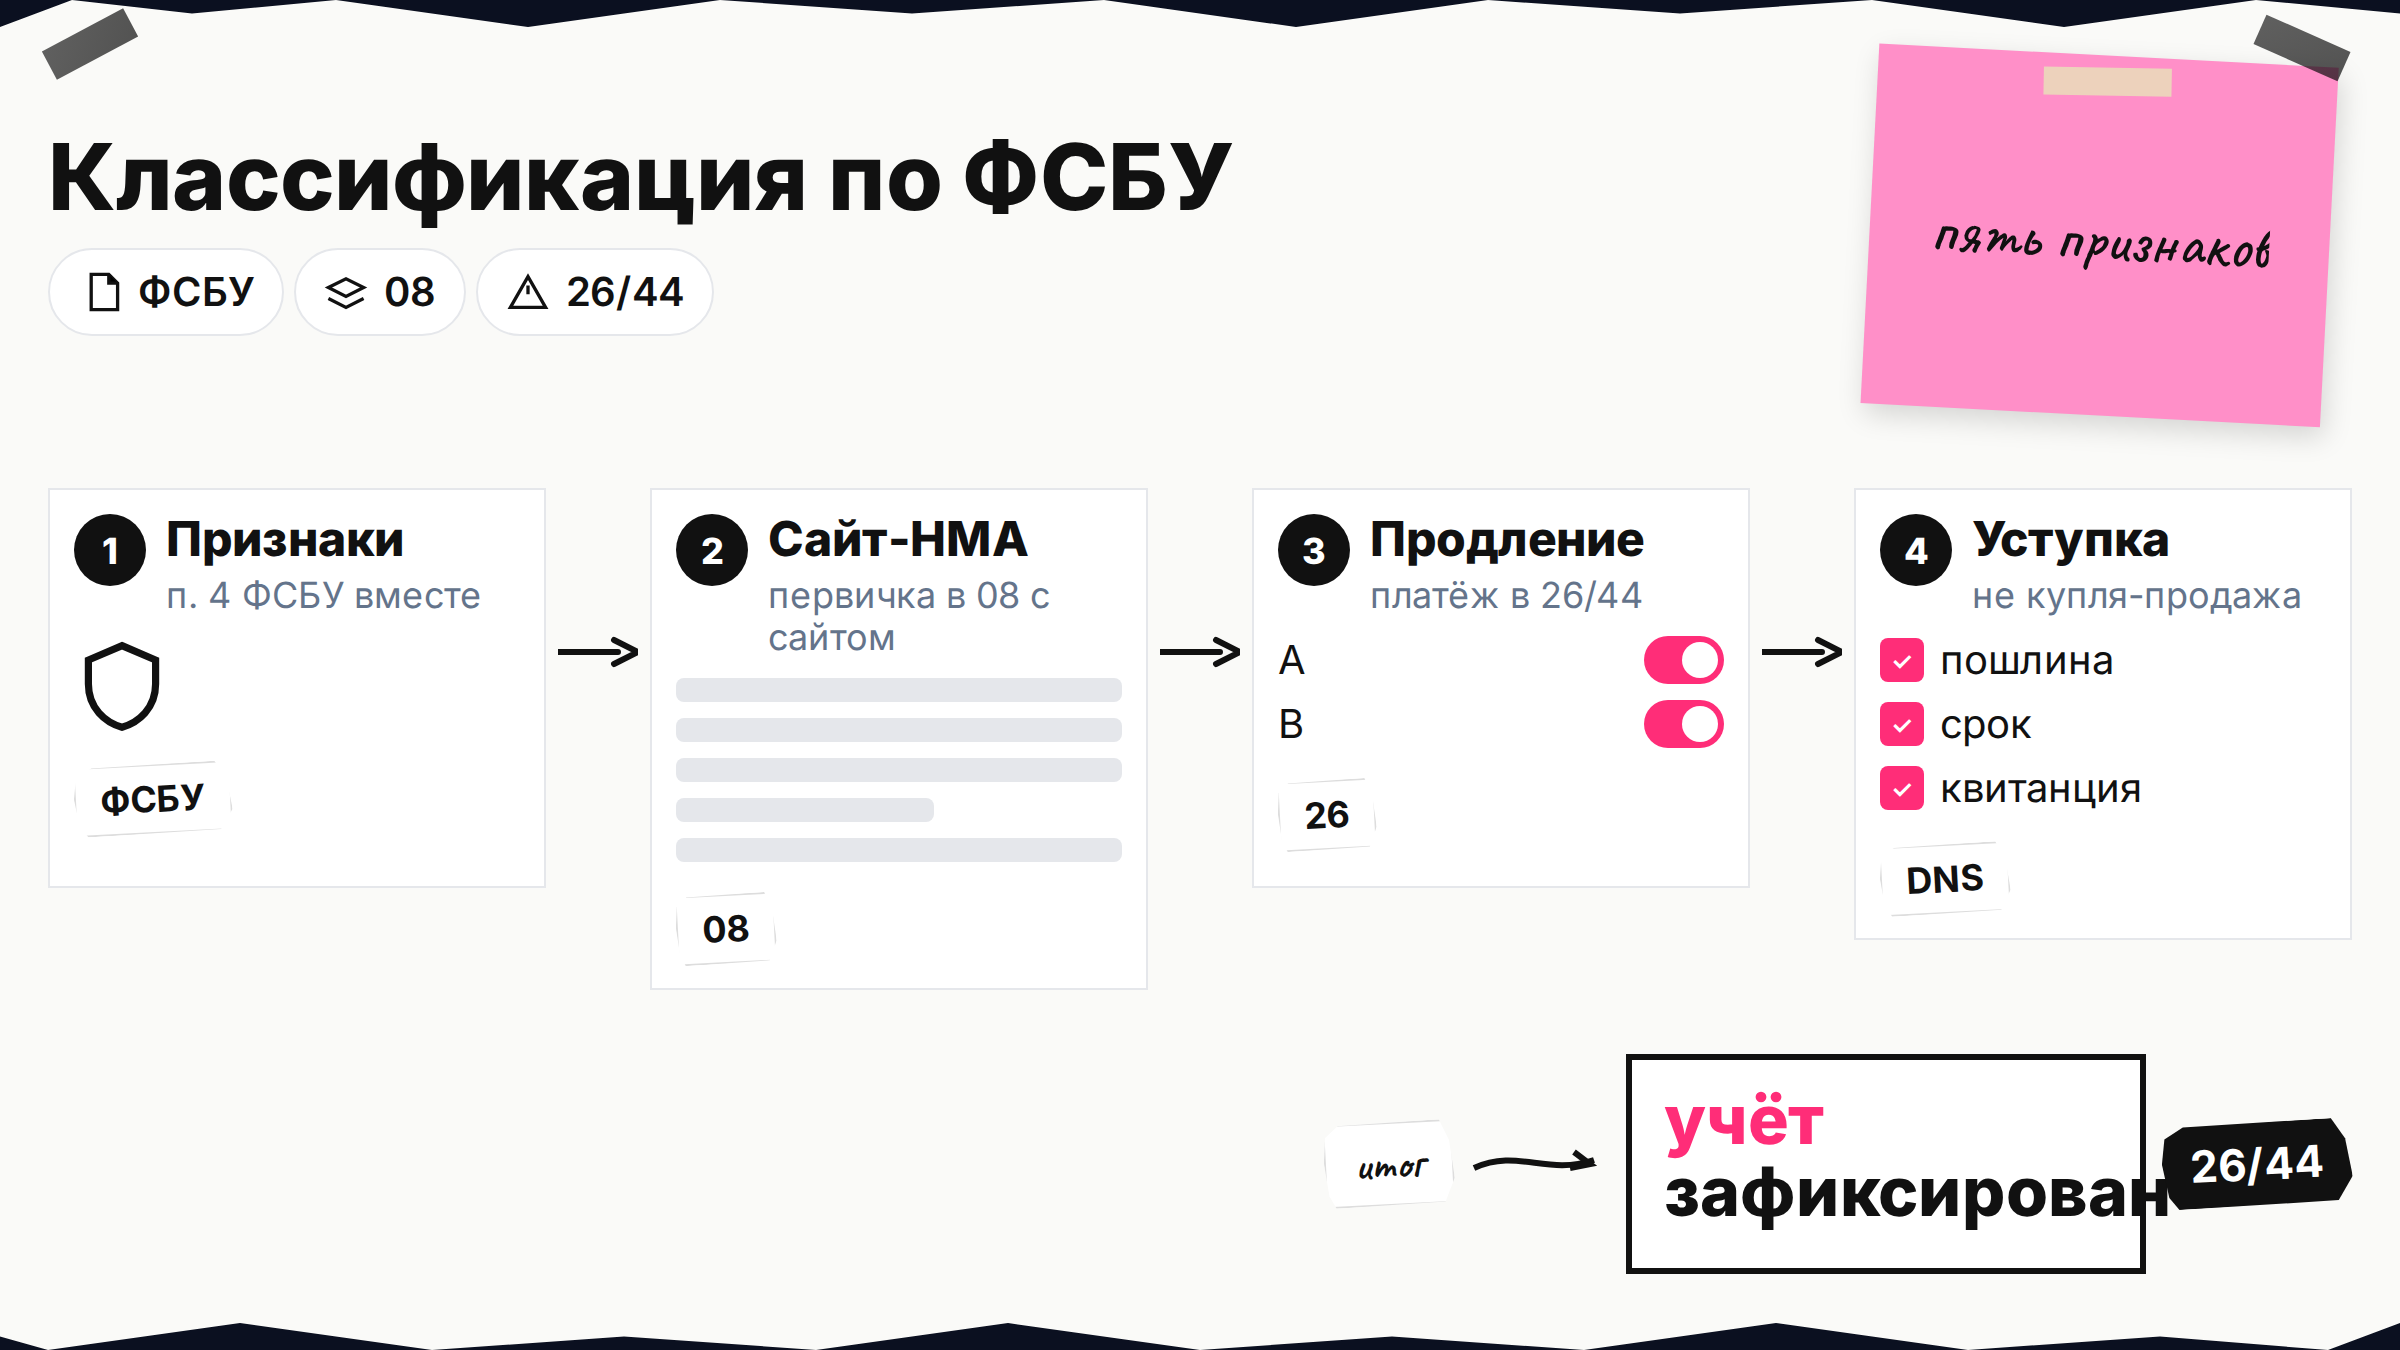 Классификация по ФСБУ
ФСБУ
08
26/44
пять признаков
1
Признаки
п. 4 ФСБУ вместе
ФСБУ
2
Сайт-НМА
первичка в 08 с
сайтом
08
3
Продление
платёж в 26/44
A
B
26
4
Уступка
не купля-продажа
пошлина
срок
квитанция
DNS
итог
учёт
зафиксирован
26/44